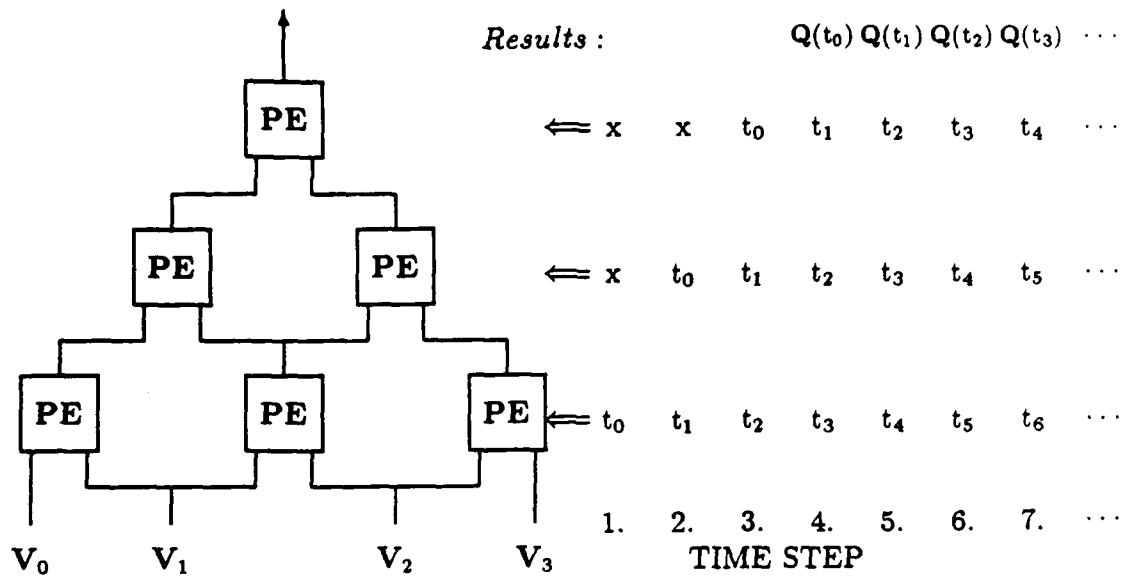 Results : Q(t₀) Q(t₁) Q(t₂) Q(t₃) ···
PE ⟸ x x t₀ t₁ t₂ t₃ t₄ ···
PE PE ⟸ x t₀ t₁ t₂ t₃ t₄ t₅ ···
PE PE PE ⟸ t₀ t₁ t₂ t₃ t₄ t₅ t₆ ···
1. 2. 3. 4. 5. 6. 7. ···
V₀ V₁ V₂ V₃ TIME STEP